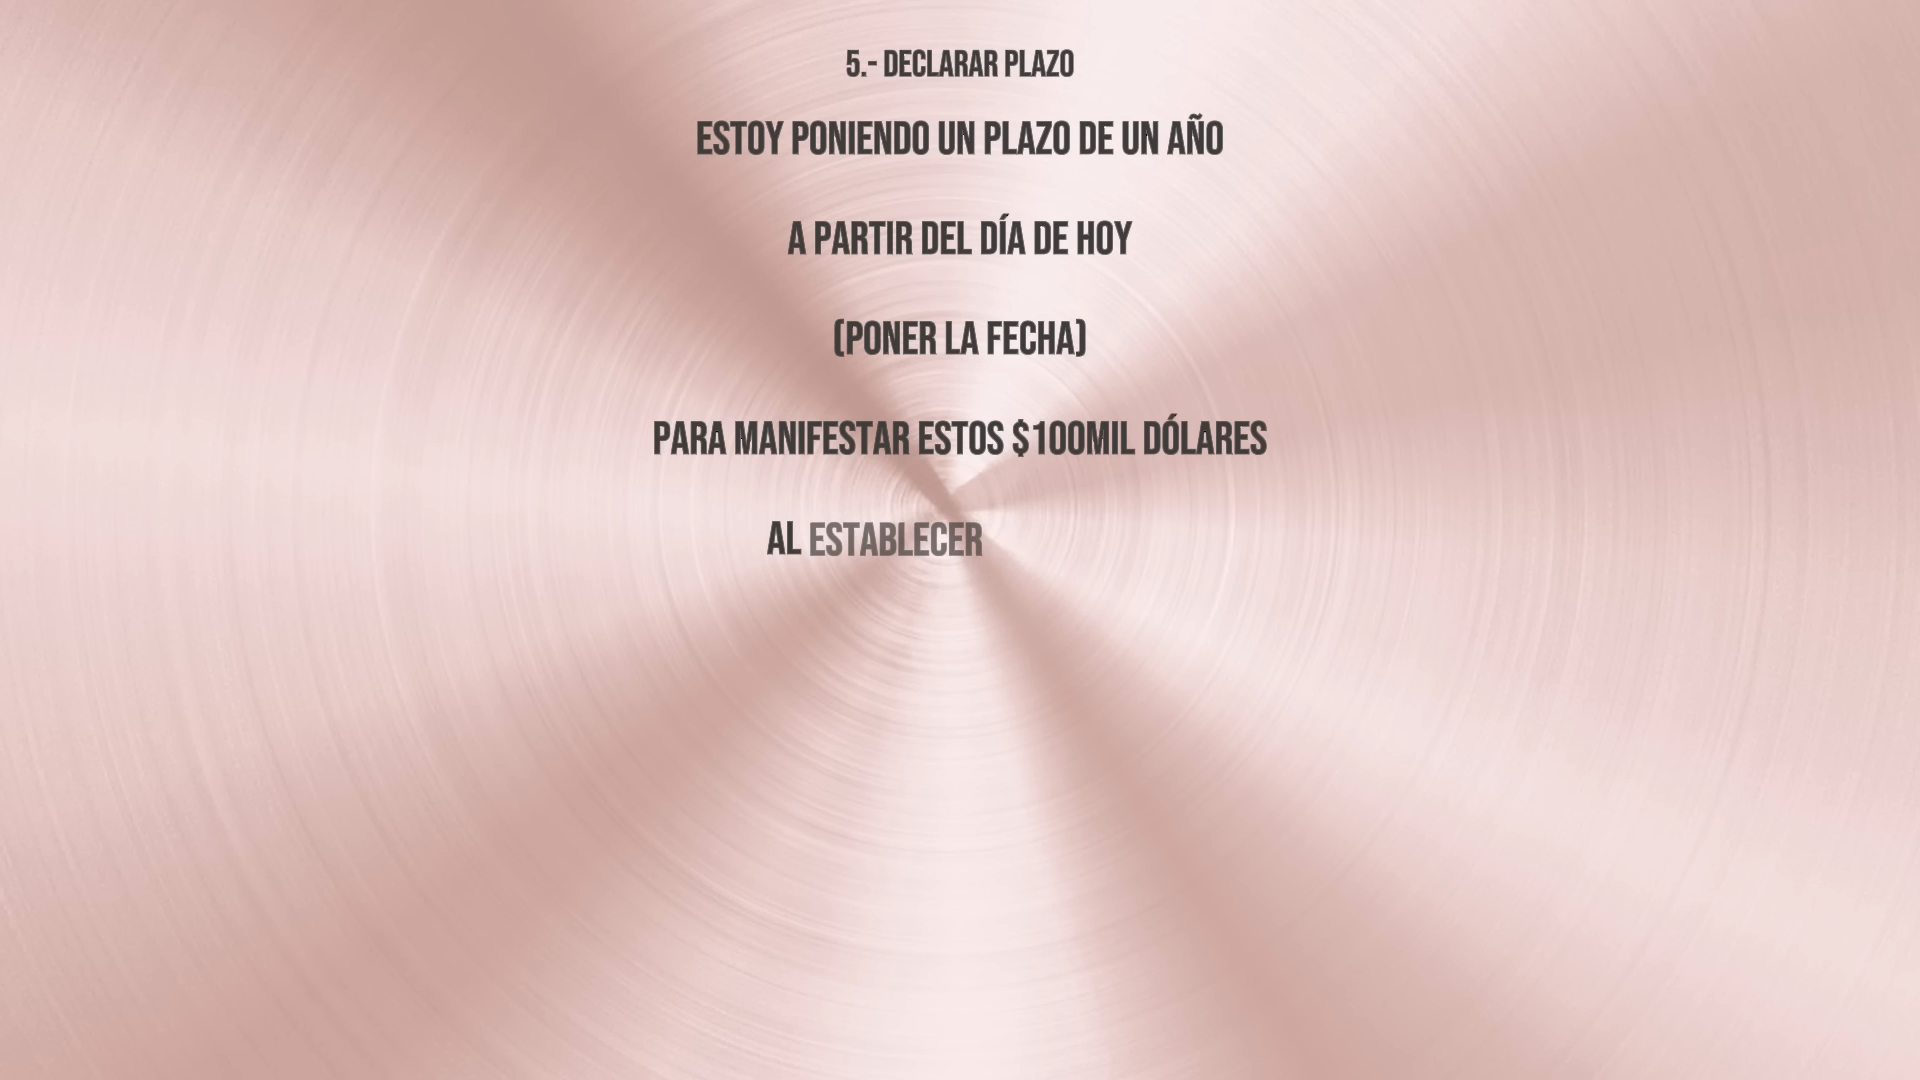 5.- DECLARAR PLAZO
ESTOY PONIENDO UN PLAZO DE UN AÑO
A PARTIR DEL DÍA DE HOY
(PONER LA FECHA)
PARA MANIFESTAR ESTOS $100MIL DÓLARES
AL ESTABLECER